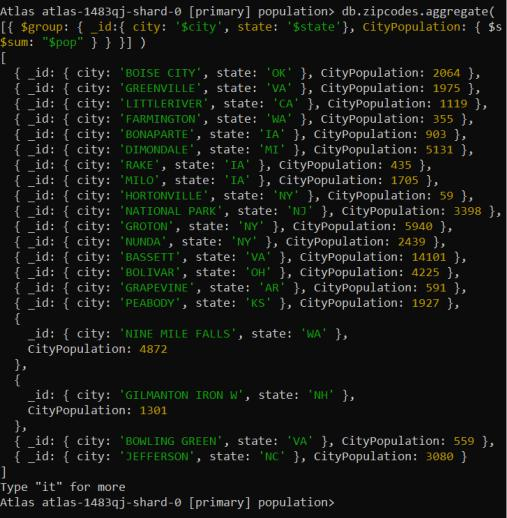 Atlas atlas-1483qj-shard-0 [primary] population> db.zipcodes.aggregate(
[{ $group: { _id:{ city: '$city', state: '$state'}, CityPopulation: { $s
$sum: "$pop" } } }] )
[
  { _id: { city: 'BOISE CITY', state: 'OK' }, CityPopulation: 2064 },
  { _id: { city: 'GREENVILLE', state: 'VA' }, CityPopulation: 1975 },
  { _id: { city: 'LITTLERIVER', state: 'CA' }, CityPopulation: 1119 },
  { _id: { city: 'FARMINGTON', state: 'WA' }, CityPopulation: 355 },
  { _id: { city: 'BONAPARTE', state: 'IA' }, CityPopulation: 903 },
  { _id: { city: 'DIMONDALE', state: 'MI' }, CityPopulation: 5131 },
  { _id: { city: 'RAKE', state: 'IA' }, CityPopulation: 435 },
  { _id: { city: 'MILO', state: 'IA' }, CityPopulation: 1705 },
  { _id: { city: 'HORTONVILLE', state: 'NY' }, CityPopulation: 59 },
  { _id: { city: 'NATIONAL PARK', state: 'NJ' }, CityPopulation: 3398 },
  { _id: { city: 'GROTON', state: 'NY' }, CityPopulation: 5940 },
  { _id: { city: 'NUNDA', state: 'NY' }, CityPopulation: 2439 },
  { _id: { city: 'BASSETT', state: 'VA' }, CityPopulation: 14101 },
  { _id: { city: 'BOLIVAR', state: 'OH' }, CityPopulation: 4225 },
  { _id: { city: 'GRAPEVINE', state: 'AR' }, CityPopulation: 591 },
  { _id: { city: 'PEABODY', state: 'KS' }, CityPopulation: 1927 },
  {
    _id: { city: 'NINE MILE FALLS', state: 'WA' },
    CityPopulation: 4872
  },
  {
    _id: { city: 'GILMANTON IRON W', state: 'NH' },
    CityPopulation: 1301
  },
  { _id: { city: 'BOWLING GREEN', state: 'VA' }, CityPopulation: 559 },
  { _id: { city: 'JEFFERSON', state: 'NC' }, CityPopulation: 3080 }
]
Type "it" for more
Atlas atlas-1483qj-shard-0 [primary] population>